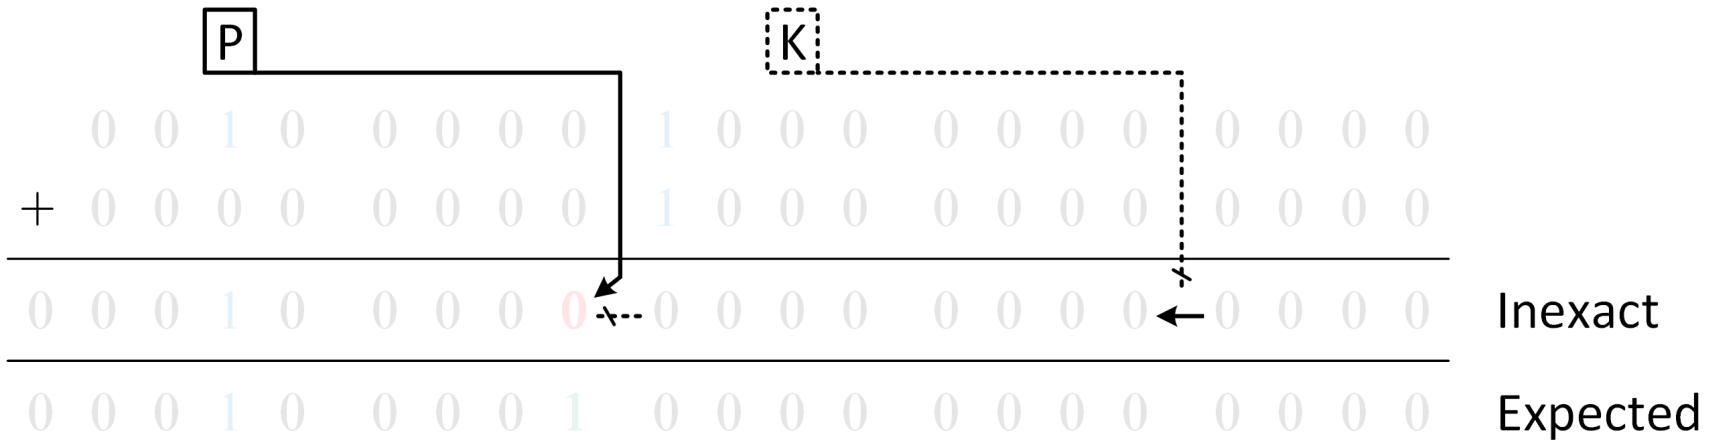 P K
0 0 1 0 0 0 0 0 1 0 0 0 0 0 0 0 0 0 0 0
+ 0 0 0 0 0 0 0 0 1 0 0 0 0 0 0 0 0 0 0 0
0 0 0 1 0 0 0 0 0 0 0 0 0 0 0 0 0 0 0 0 0 Inexact
0 0 0 1 0 0 0 0 1 0 0 0 0 0 0 0 0 0 0 0 0 Expected